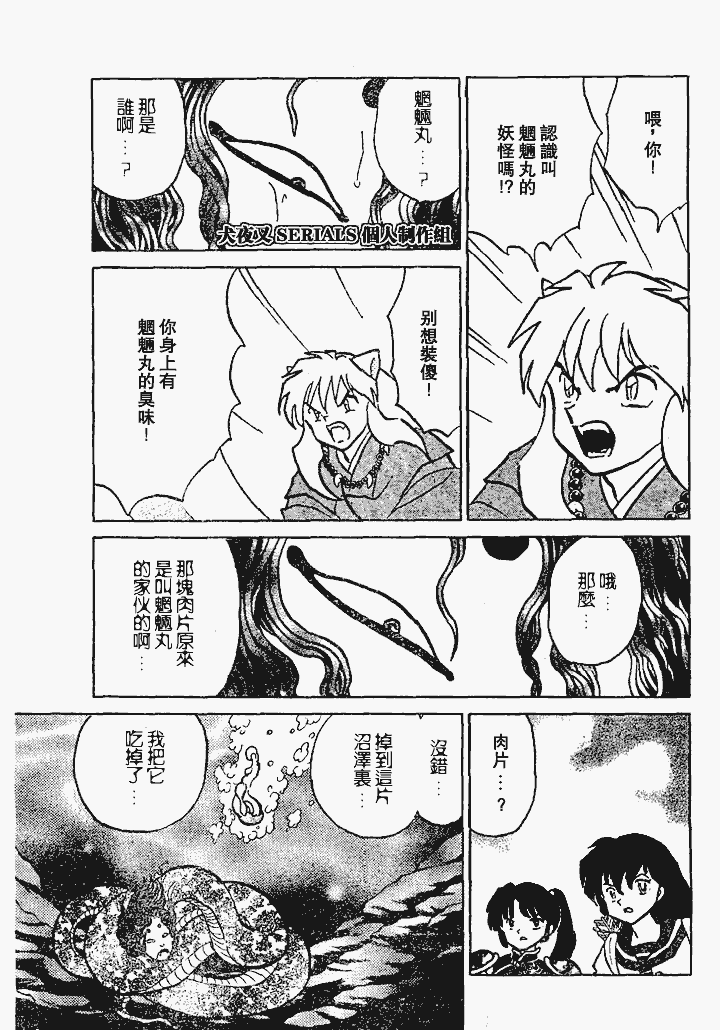 喂，你！
認識叫
魍魎丸的
妖怪嗎!?
魍魎丸…?
那是
誰啊…?
犬夜叉SERIALS 個人制作組
别想裝傻！
你身上有
魍魎丸的臭味！
哦…
那麼…
那塊肉片原來
是叫魍魎丸
的家伙的啊…
肉片…?
沒錯…
掉到這片
沼澤裏…
我把它
吃掉了…